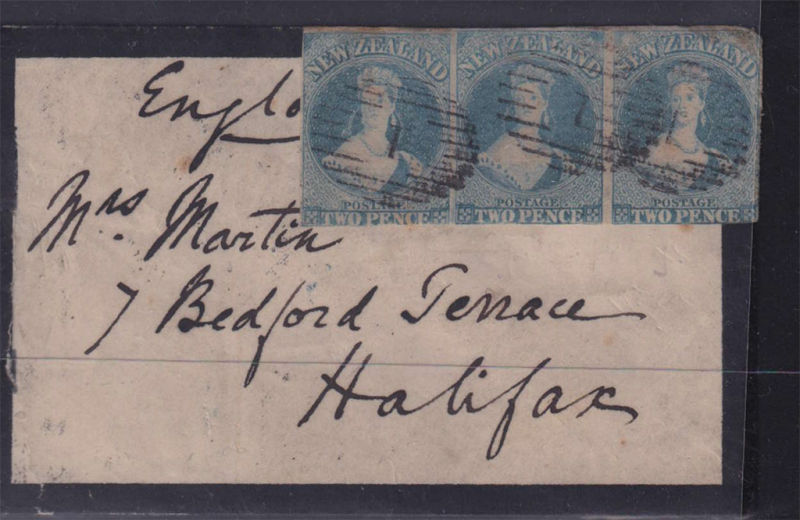 NEW ZEALAND NEW ZEALAND NEW ZEALAND
POSTAGE POSTAGE POSTAGE
TWO PENCE TWO PENCE TWO PENCE
Englo
Mrs. Martin
7 Bedford Terrace
Halifax